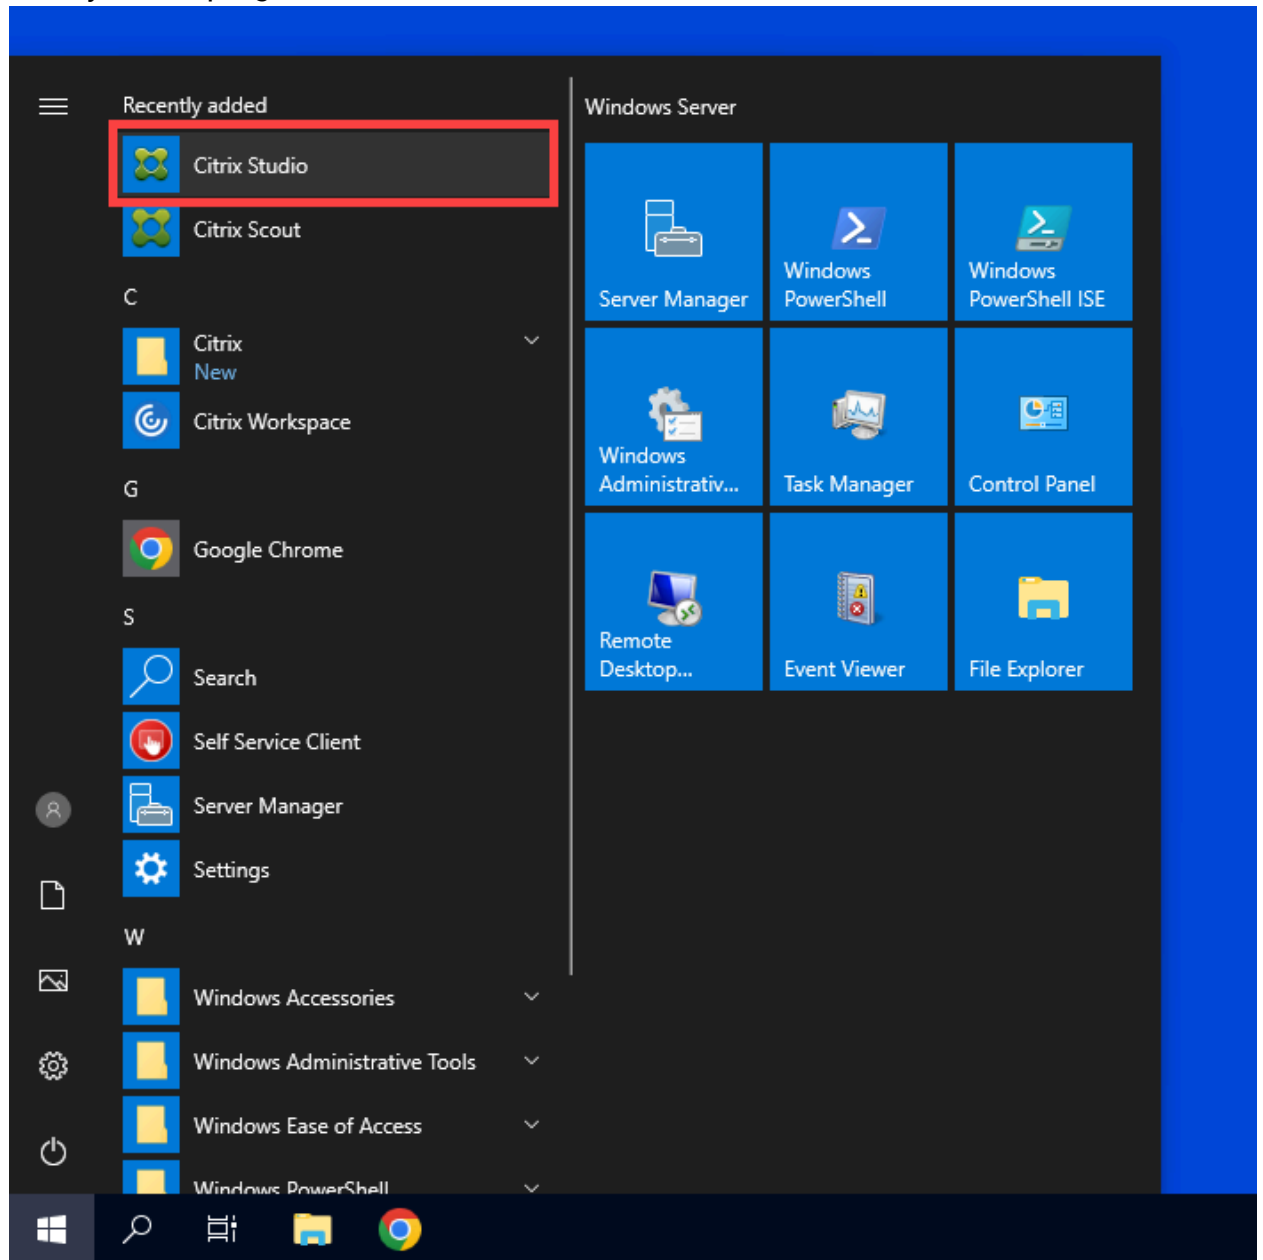 Recently added
Citrix Studio
Citrix Scout
C
Citrix
New
Citrix Workspace
G
Google Chrome
S
Search
Self Service Client
Server Manager
Settings
W
Windows Accessories
Windows Administrative Tools
Windows Ease of Access
Windows PowerShell
Windows Server
Server Manager
Windows
PowerShell
Windows
PowerShell ISE
Windows
Administrativ...
Task Manager
Control Panel
Remote
Desktop...
Event Viewer
File Explorer